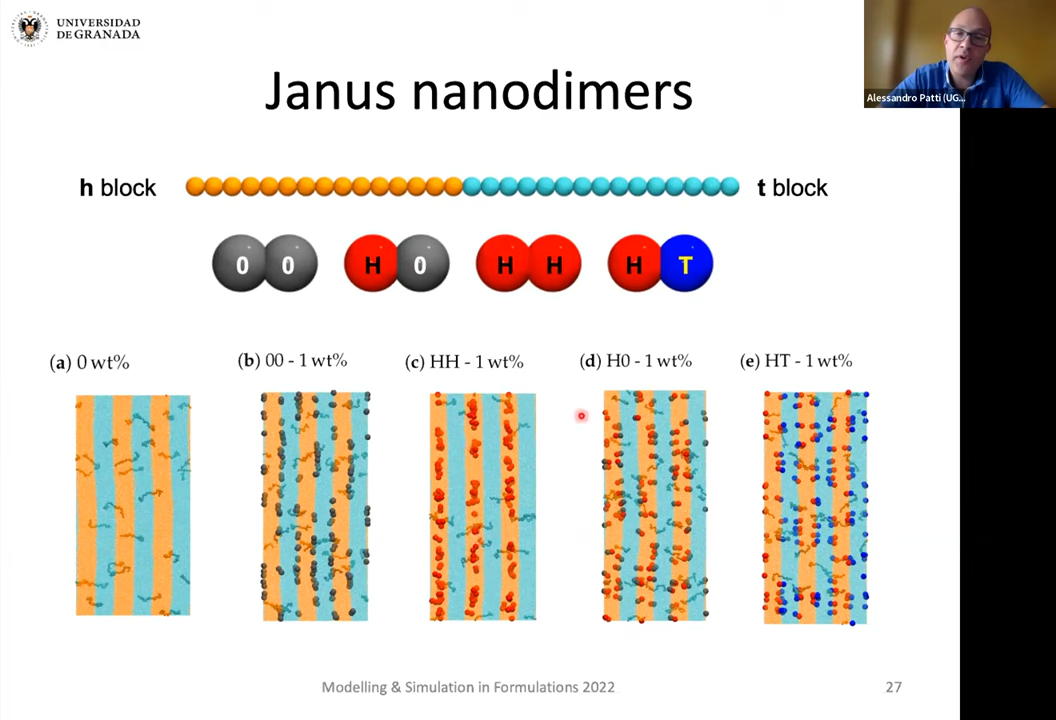 UNIVERSIDAD
DE GRANADA
Alessandro Patti (UG...
Janus nanodimers
h block
t block
0 0 H 0 H H H T
(a) 0 wt%
(b) 00 - 1 wt%
(c) HH - 1 wt%
(d) H0 - 1 wt%
(e) HT - 1 wt%
Modelling & Simulation in Formulations 2022
27